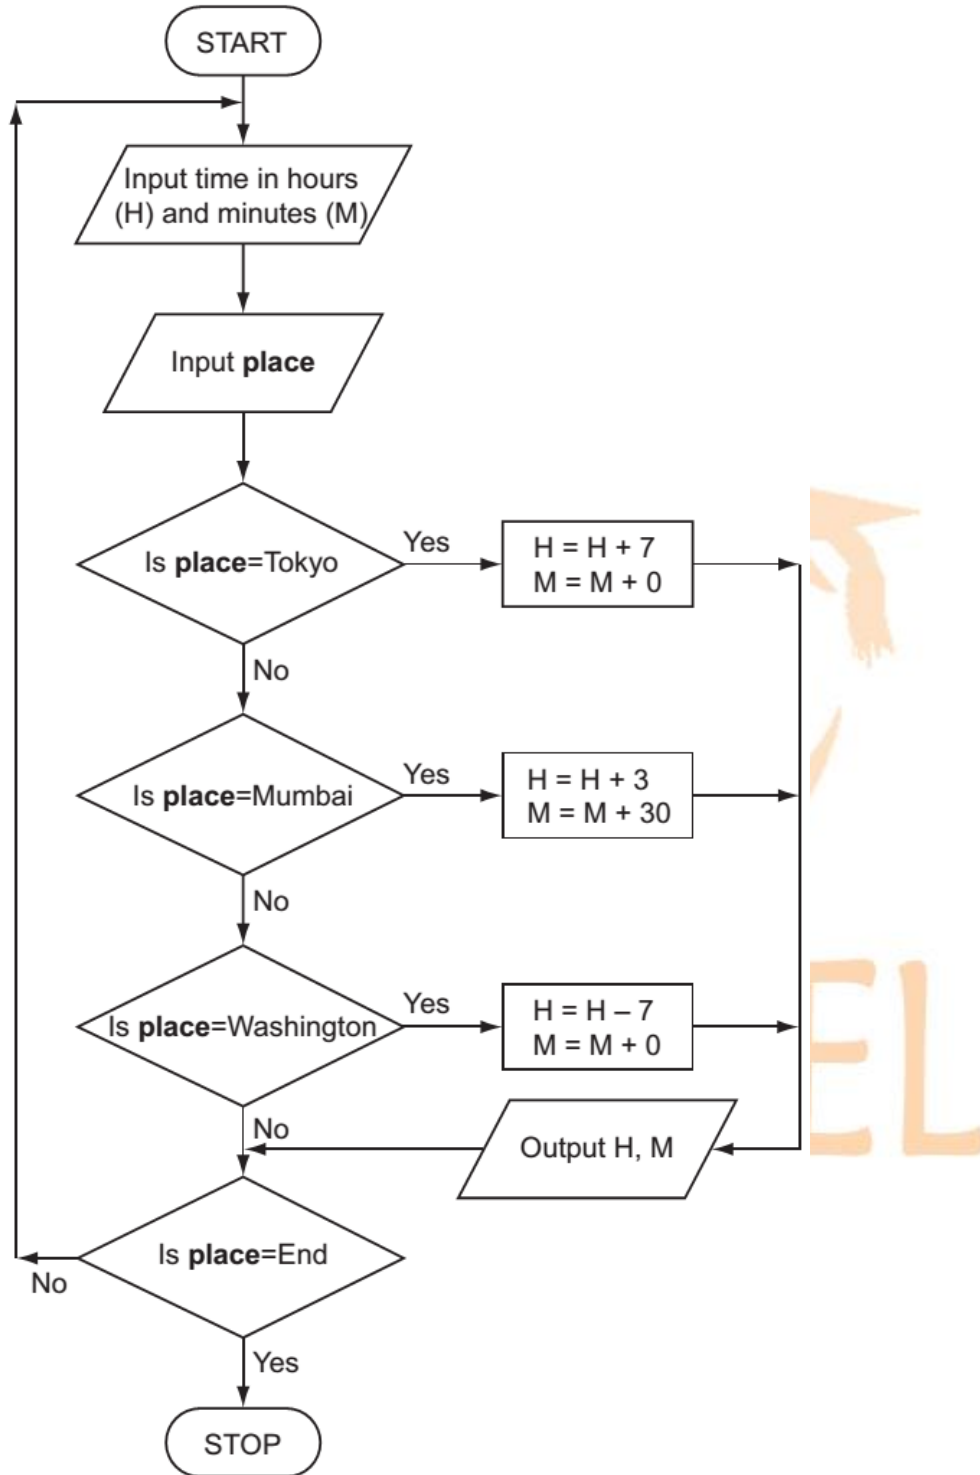 START
Input time in hours
(H) and minutes (M)
Input place
Is place=Tokyo
Yes
H = H + 7
M = M + 0
No
Is place=Mumbai
Yes
H = H + 3
M = M + 30
No
Is place=Washington
Yes
H = H – 7
M = M + 0
No
Output H, M
Is place=End
No
Yes
STOP
EL